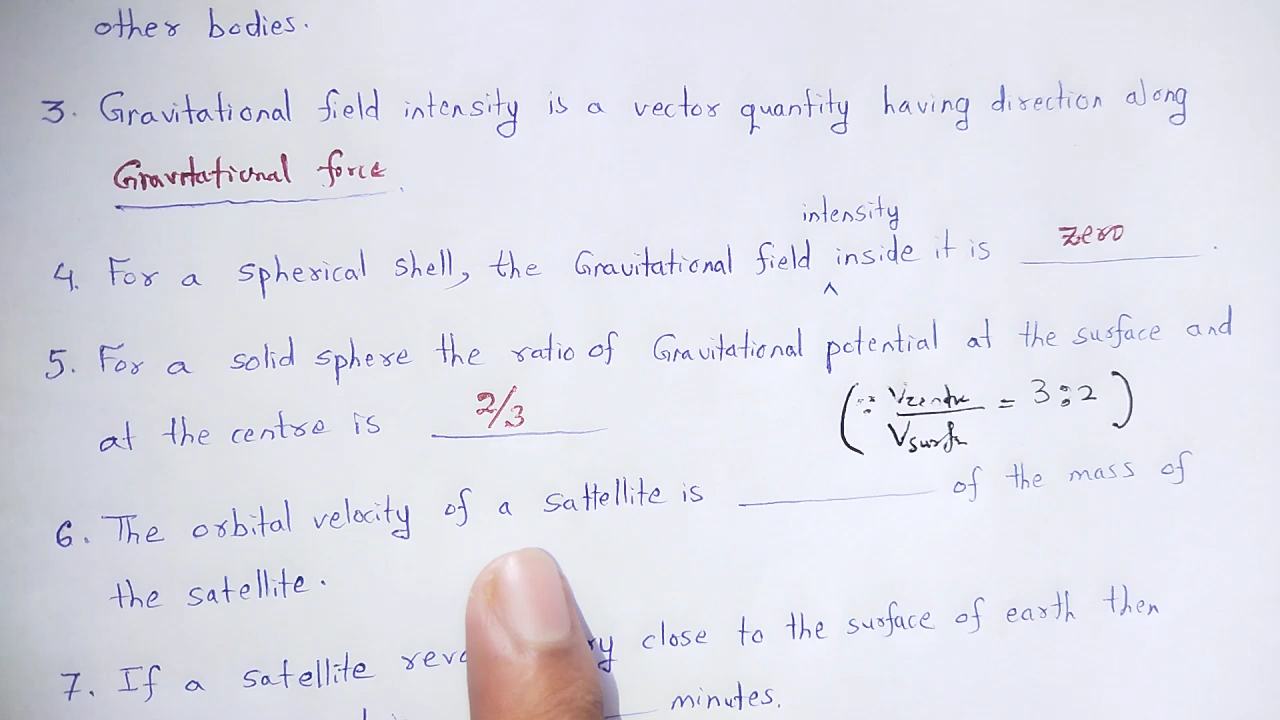 other bodies.
3. Gravitational field intensity is a vector quantity having direction along
Gravitational force.
intensity
4. For a spherical shell, the Gravitational field ^ inside it is zero.
5. For a solid sphere the ratio of Gravitational potential at the surface and
at the centre is 2/3 (∵ Vcentre / Vsurfa = 3:2)
6. The orbital velocity of a sattellite is ________ of the mass of
the satellite.
7. If a satellite close to the surface of earth then
minutes.